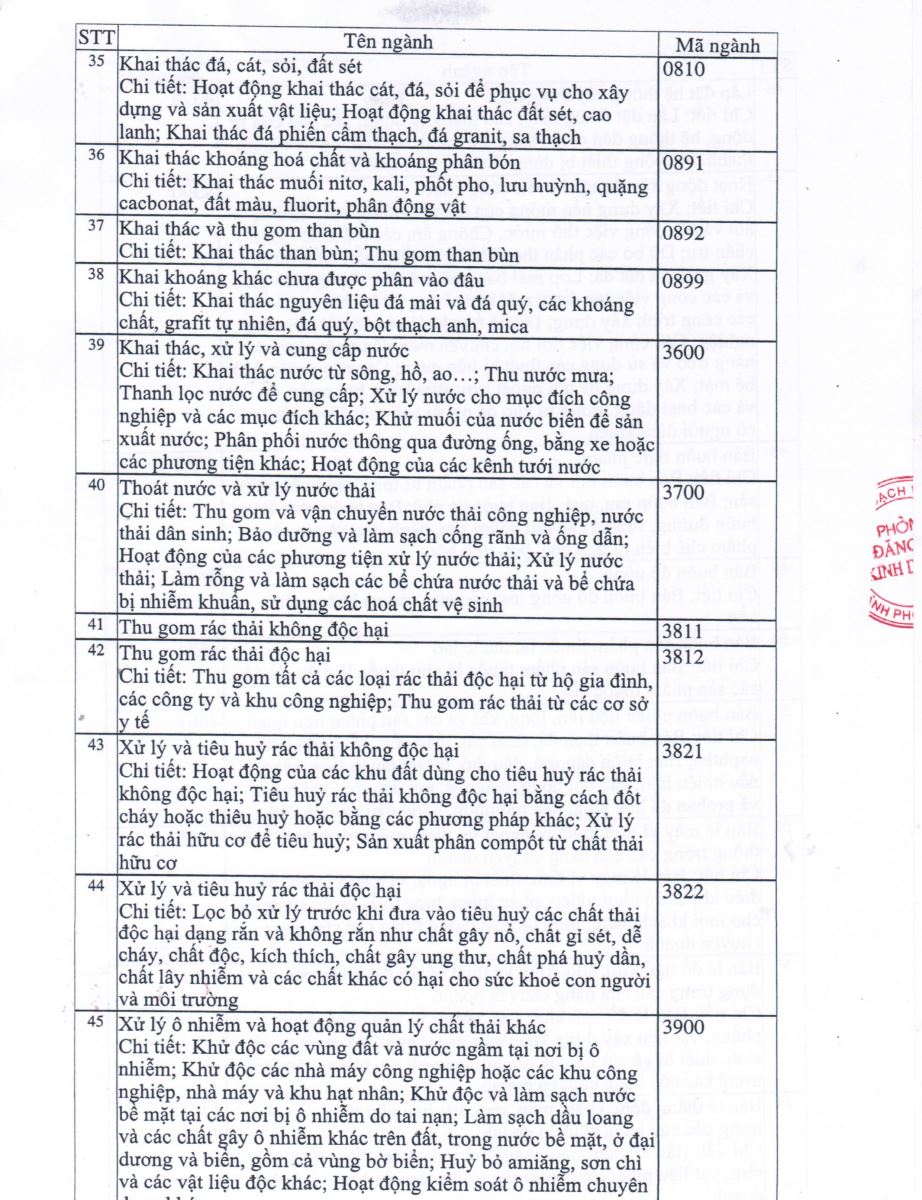 STT Tên ngành Mã ngành
35 Khai thác đá, cát, sỏi, đất sét 0810
Chi tiết: Hoạt động khai thác cát, đá, sỏi để phục vụ cho xây
dựng và sản xuất vật liệu; Hoạt động khai thác đất sét, cao
lanh; Khai thác đá phiến cẩm thạch, đá granit, sa thạch
36 Khai thác khoáng hoá chất và khoáng phân bón 0891
Chi tiết: Khai thác muối nitơ, kali, phốt pho, lưu huỳnh, quặng
cacbonat, đất màu, fluorit, phân động vật
37 Khai thác và thu gom than bùn 0892
Chi tiết: Khai thác than bùn; Thu gom than bùn
38 Khai khoáng khác chưa được phân vào đâu 0899
Chi tiết: Khai thác nguyên liệu đá mài và đá quý, các khoáng
chất, grafit tự nhiên, đá quý, bột thạch anh, mica
39 Khai thác, xử lý và cung cấp nước 3600
Chi tiết: Khai thác nước từ sông, hồ, ao…; Thu nước mưa;
Thanh lọc nước để cung cấp; Xử lý nước cho mục đích công
nghiệp và các mục đích khác; Khử muối của nước biển để sản
xuất nước; Phân phối nước thông qua đường ống, bằng xe hoặc
các phương tiện khác; Hoạt động của các kênh tưới nước
40 Thoát nước và xử lý nước thải 3700
Chi tiết: Thu gom và vận chuyển nước thải công nghiệp, nước
thải dân sinh; Bảo dưỡng và làm sạch cống rãnh và ống dẫn;
Hoạt động của các phương tiện xử lý nước thải; Xử lý nước
thải; Làm rỗng và làm sạch các bể chứa nước thải và bể chứa
bị nhiễm khuẩn, sử dụng các hoá chất vệ sinh
41 Thu gom rác thải không độc hại 3811
42 Thu gom rác thải độc hại 3812
Chi tiết: Thu gom tất cả các loại rác thải độc hại từ hộ gia đình,
các công ty và khu công nghiệp; Thu gom rác thải từ các cơ sở
y tế
43 Xử lý và tiêu huỷ rác thải không độc hại 3821
Chi tiết: Hoạt động của các khu đất dùng cho tiêu huỷ rác thải
không độc hại; Tiêu huỷ rác thải không độc hại bằng cách đốt
cháy hoặc thiêu huỷ hoặc bằng các phương pháp khác; Xử lý
rác thải hữu cơ để tiêu huỷ; Sản xuất phân compốt từ chất thải
hữu cơ
44 Xử lý và tiêu huỷ rác thải độc hại 3822
Chi tiết: Lọc bỏ xử lý trước khi đưa vào tiêu huỷ các chất thải
độc hại dạng rắn và không rắn như chất gây nổ, chất gỉ sét, dễ
cháy, chất độc, kích thích, chất gây ung thư, chất phá huỷ dần,
chất lây nhiễm và các chất khác có hại cho sức khoẻ con người
và môi trường
45 Xử lý ô nhiễm và hoạt động quản lý chất thải khác 3900
Chi tiết: Khử độc các vùng đất và nước ngầm tại nơi bị ô
nhiễm; Khử độc các nhà máy công nghiệp hoặc các khu công
nghiệp, nhà máy và khu hạt nhân; Khử độc và làm sạch nước
bề mặt tại các nơi bị ô nhiễm do tai nạn; Làm sạch dầu loang
và các chất gây ô nhiễm khác trên đất, trong nước bề mặt, ở đại
dương và biển, gồm cả vùng bờ biển; Huỷ bỏ amiăng, sơn chì
và các vật liệu độc khác; Hoạt động kiểm soát ô nhiễm chuyên
PHÒN
ĐĂNG
KINH D